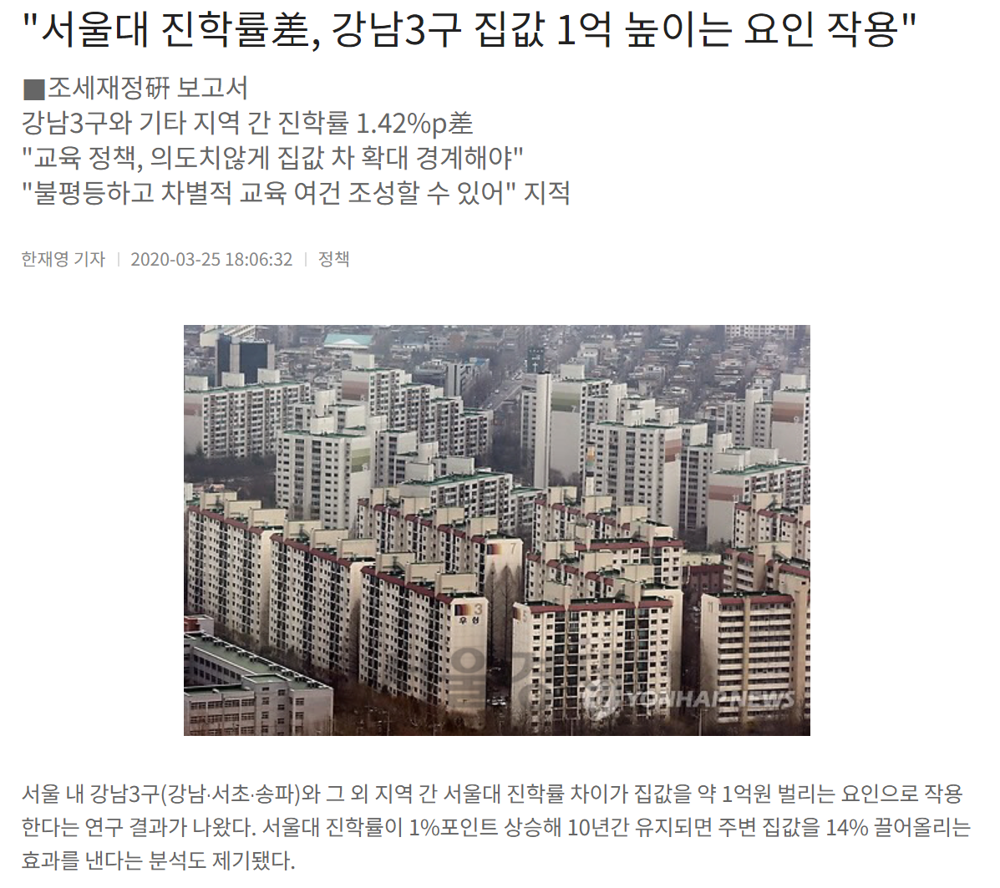 "서울대 진학률差, 강남3구 집값 1억 높이는 요인 작용"
■조세재정硏 보고서
강남3구와 기타 지역 간 진학률 1.42%p差
"교육 정책, 의도치않게 집값 차 확대 경계해야"
"불평등하고 차별적 교육 여건 조성할 수 있어" 지적
한재영 기자 | 2020-03-25 18:06:32 | 정책
7
3
우성
5
11
YONHAPNEWS
서울 내 강남3구(강남·서초·송파)와 그 외 지역 간 서울대 진학률 차이가 집값을 약 1억원 벌리는 요인으로 작용
한다는 연구 결과가 나왔다. 서울대 진학률이 1%포인트 상승해 10년간 유지되면 주변 집값을 14% 끌어올리는
효과를 낸다는 분석도 제기됐다.